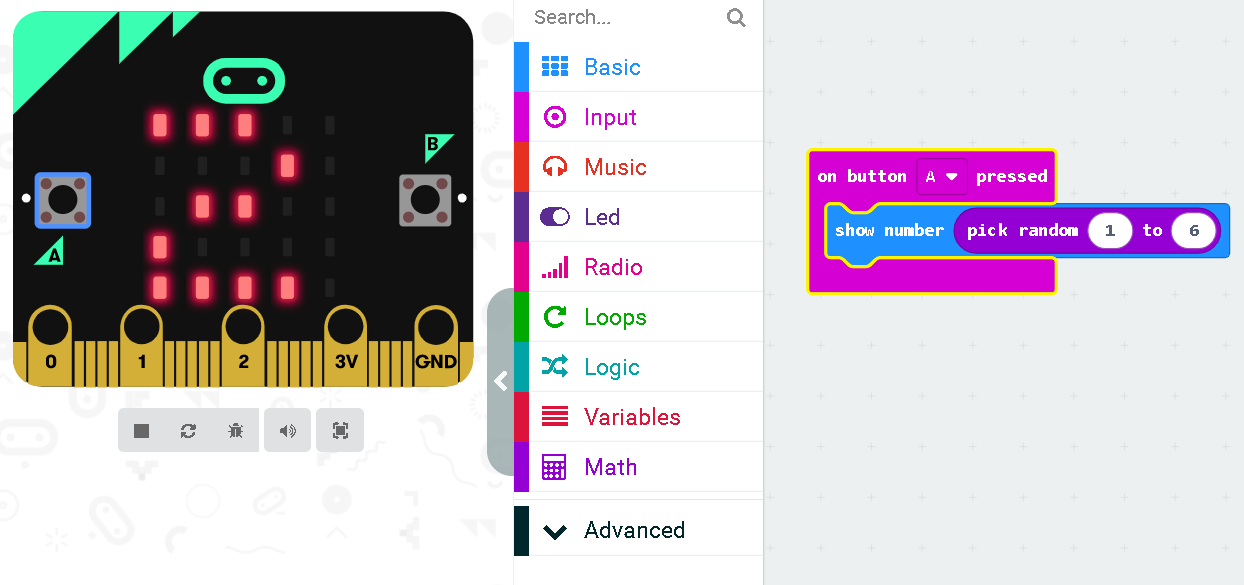 B
A
0 1 2 3V GND
Search...
Basic
Input
Music
Led
Radio
Loops
Logic
Variables
Math
Advanced
on button A pressed
show number pick random 1 to 6